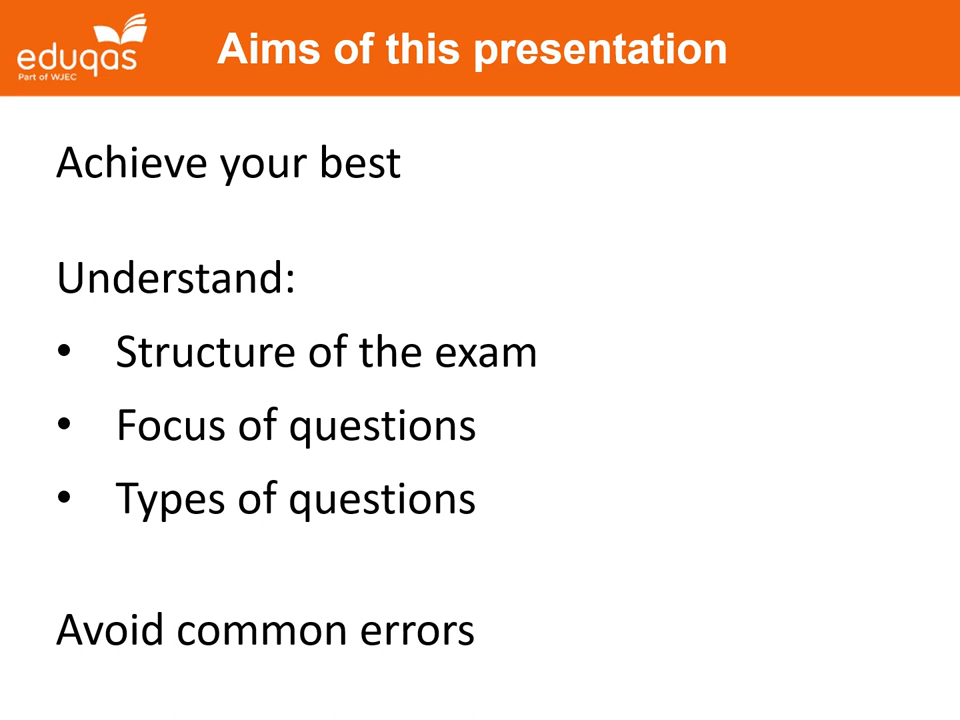 eduqas
Part of WJEC
Aims of this presentation
Achieve your best
Understand:
• Structure of the exam
• Focus of questions
• Types of questions
Avoid common errors